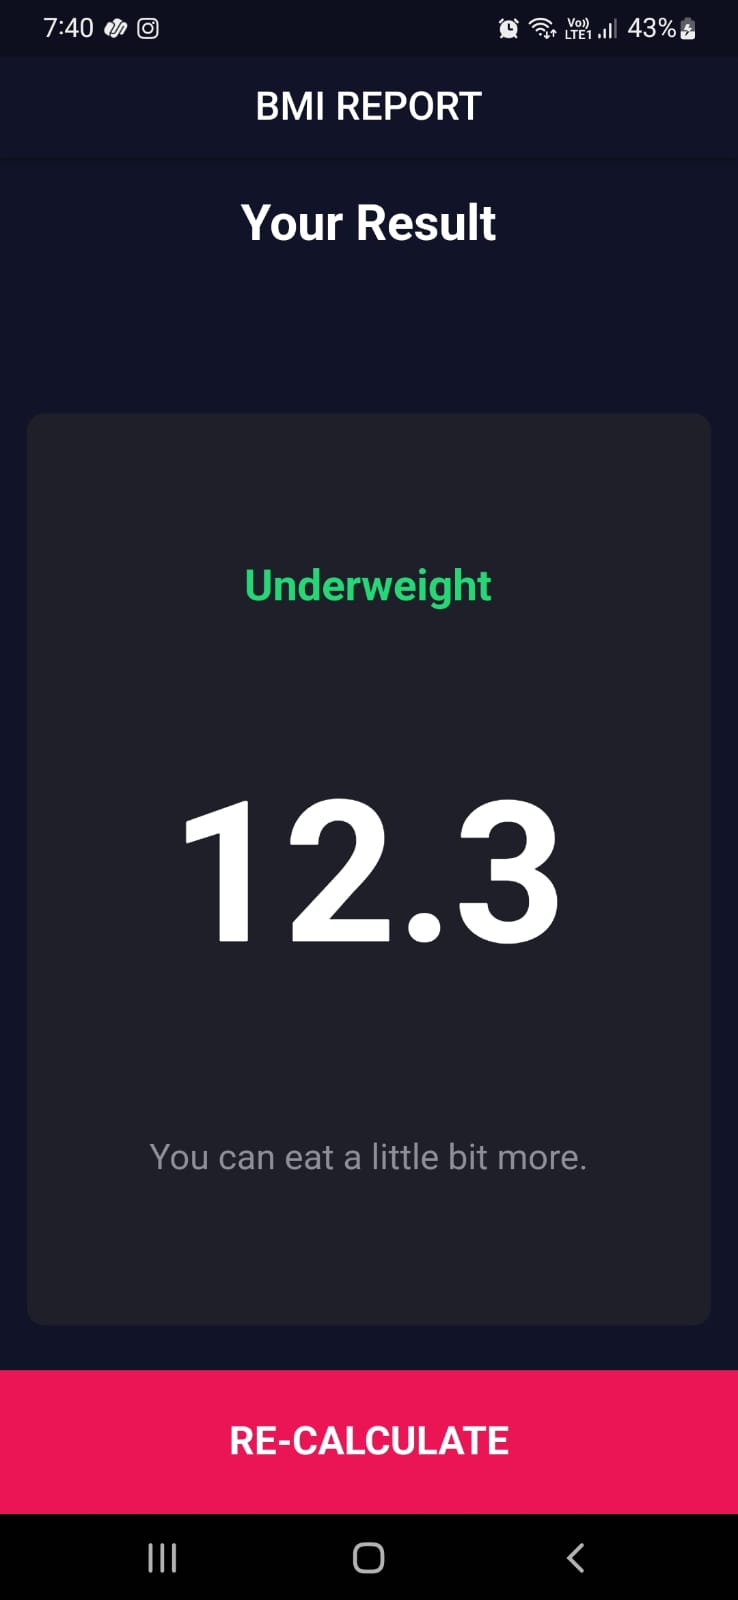 7:40
Vo)) LTE1 43%
BMI REPORT
Your Result
Underweight
12.3
You can eat a little bit more.
RE-CALCULATE